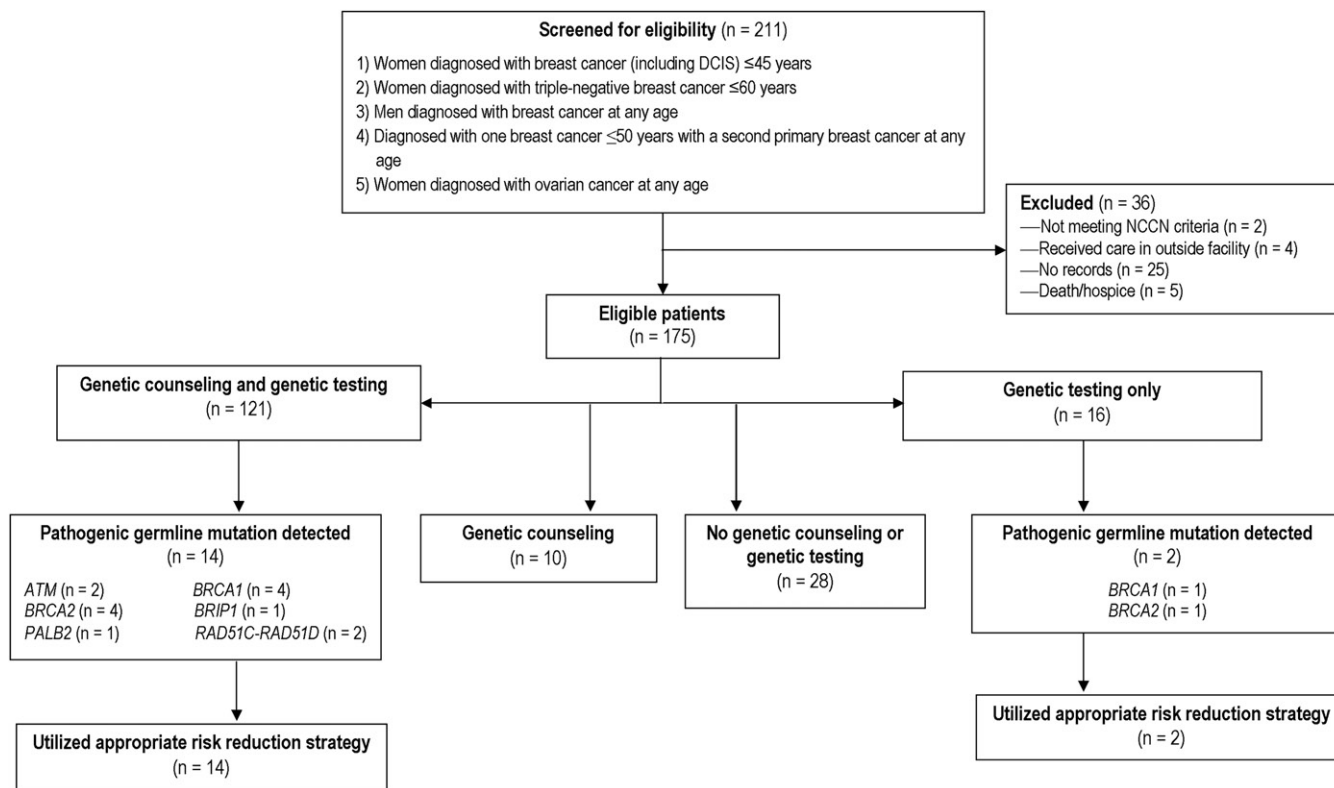 Screened for eligibility (n = 211)
1) Women diagnosed with breast cancer (including DCIS) ≤45 years
2) Women diagnosed with triple-negative breast cancer ≤60 years
3) Men diagnosed with breast cancer at any age
4) Diagnosed with one breast cancer ≤50 years with a second primary breast cancer at any
age
5) Women diagnosed with ovarian cancer at any age
Excluded (n = 36)
—Not meeting NCCN criteria (n = 2)
—Received care in outside facility (n = 4)
—No records (n = 25)
—Death/hospice (n = 5)
Eligible patients
(n = 175)
Genetic counseling and genetic testing
(n = 121)
Genetic testing only
(n = 16)
Pathogenic germline mutation detected
(n = 14)
ATM (n = 2) BRCA1 (n = 4)
BRCA2 (n = 4) BRIP1 (n = 1)
PALB2 (n = 1) RAD51C-RAD51D (n = 2)
Genetic counseling
(n = 10)
No genetic counseling or
genetic testing
(n = 28)
Pathogenic germline mutation detected
(n = 2)
BRCA1 (n = 1)
BRCA2 (n = 1)
Utilized appropriate risk reduction strategy
(n = 14)
Utilized appropriate risk reduction strategy
(n = 2)